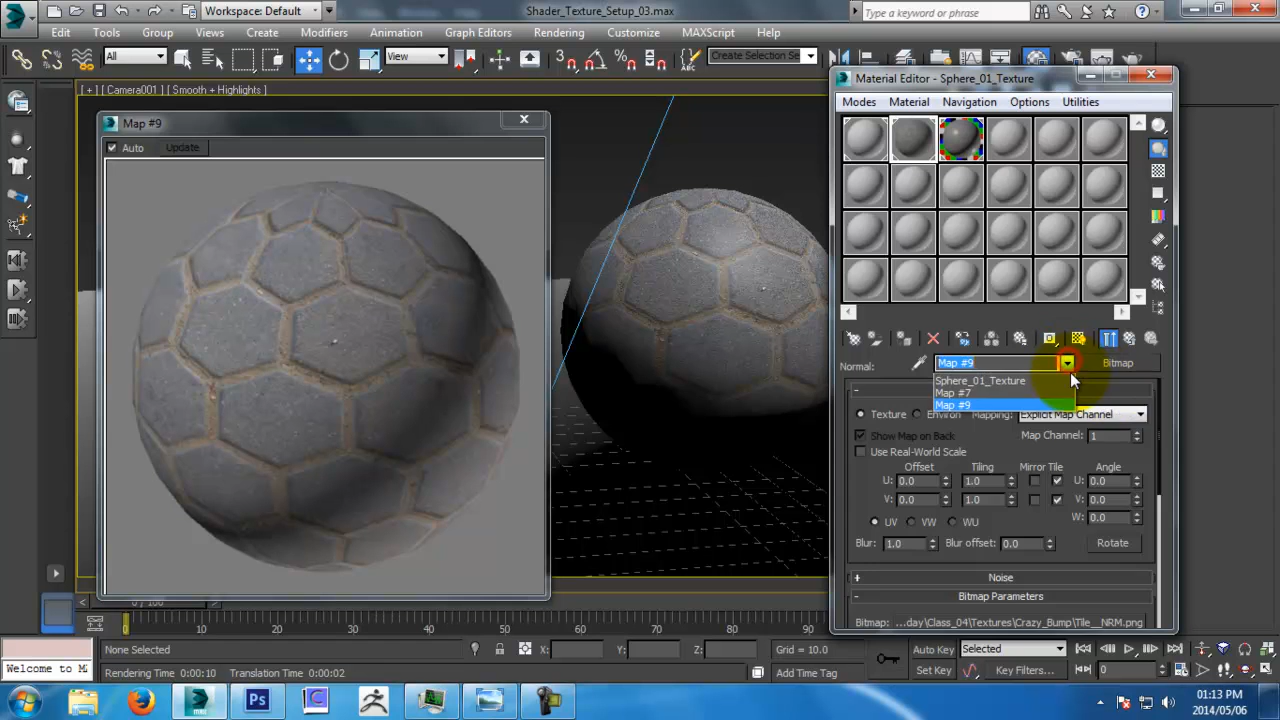 Workspace: Default
Shader_Texture_Setup_03.max
Type a keyword or phrase
Edit Tools Group Views Create Modifiers Animation Graph Editors Rendering Customize MAXScript Help
All
View
Create Selection Se
[ + ] [ Camera001 ] [ Smooth + Highlights ]
Map #9
Auto Update
Material Editor - Sphere_01_Texture
Modes Material Navigation Options Utilities
Normal: Map #9 Bitmap
Sphere_01_Texture
Map #7
Map #9
Texture Environ Mapping: Explicit Map Channel
Show Map on Back Map Channel: 1
Use Real-World Scale
Offset Tiling Mirror Tile Angle
U: 0.0 1.0 U: 0.0
V: 0.0 1.0 V: 0.0
W: 0.0
UV VW WU
Blur: 1.0 Blur offset: 0.0 Rotate
+ Noise
- Bitmap Parameters
Bitmap: ...day\Class_04\Textures\Crazy_Bump\Tile__NRM.png
0 / 100
0 10 20 30 40 50 60 70 80 90
None Selected X: Y: Z: Grid = 10.0 Auto Key Selected
Welcome to M Rendering Time 0:00:10 Translation Time 0:00:02 Add Time Tag Set Key Key Filters... 0
01:13 PM
2014/05/06